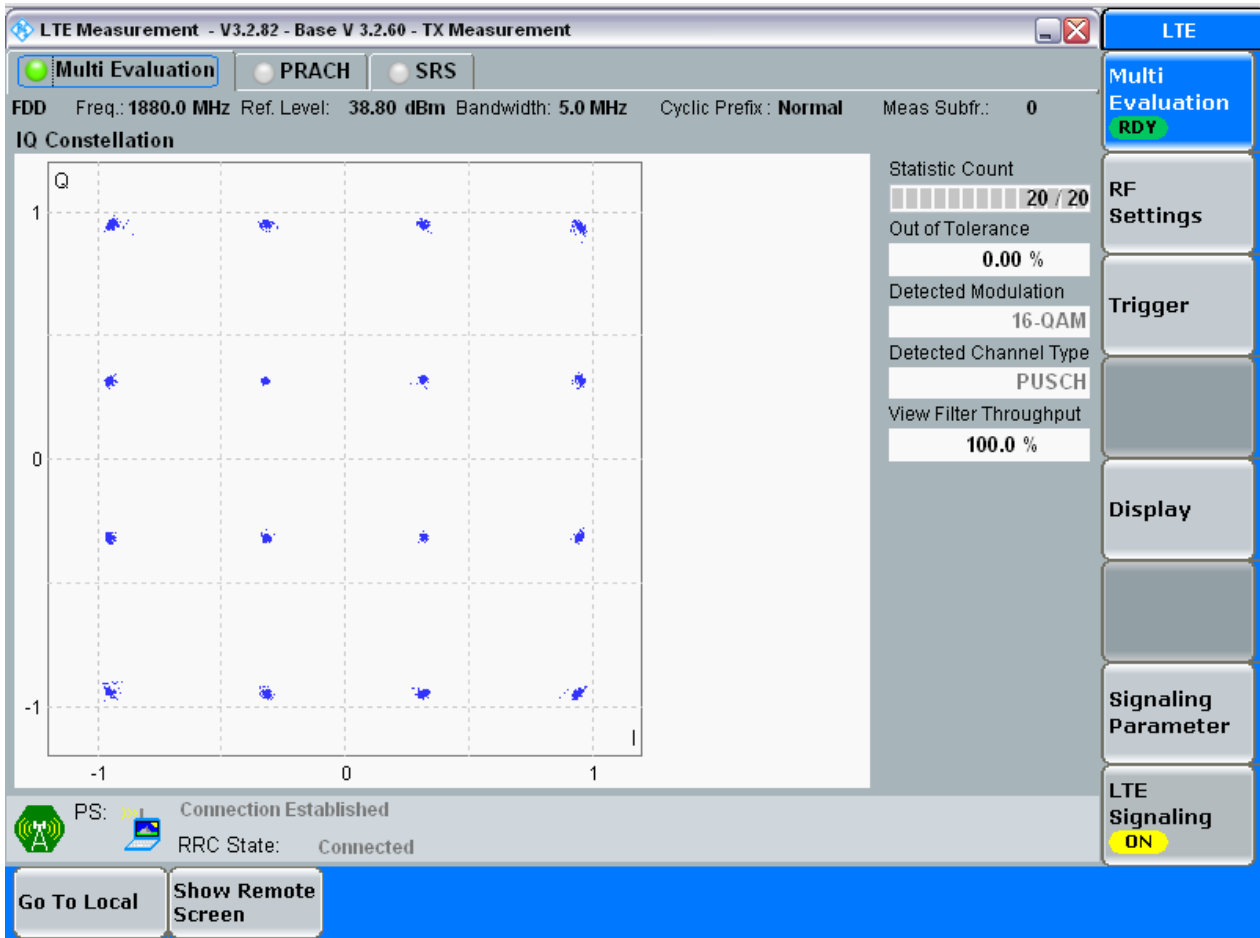 LTE Measurement - V3.2.82 - Base V 3.2.60 - TX Measurement
LTE
Multi Evaluation PRACH SRS
FDD Freq.: 1880.0 MHz Ref. Level: 38.80 dBm Bandwidth: 5.0 MHz Cyclic Prefix : Normal Meas Subfr.: 0
IQ Constellation
Q
1
0
-1
I
-1 0 1
Statistic Count
20 / 20
Out of Tolerance
0.00 %
Detected Modulation
16-QAM
Detected Channel Type
PUSCH
View Filter Throughput
100.0 %
Multi
Evaluation
RDY
RF
Settings
Trigger
Display
Signaling
Parameter
LTE
Signaling
ON
PS: Connection Established
RRC State: Connected
Go To Local
Show Remote
Screen